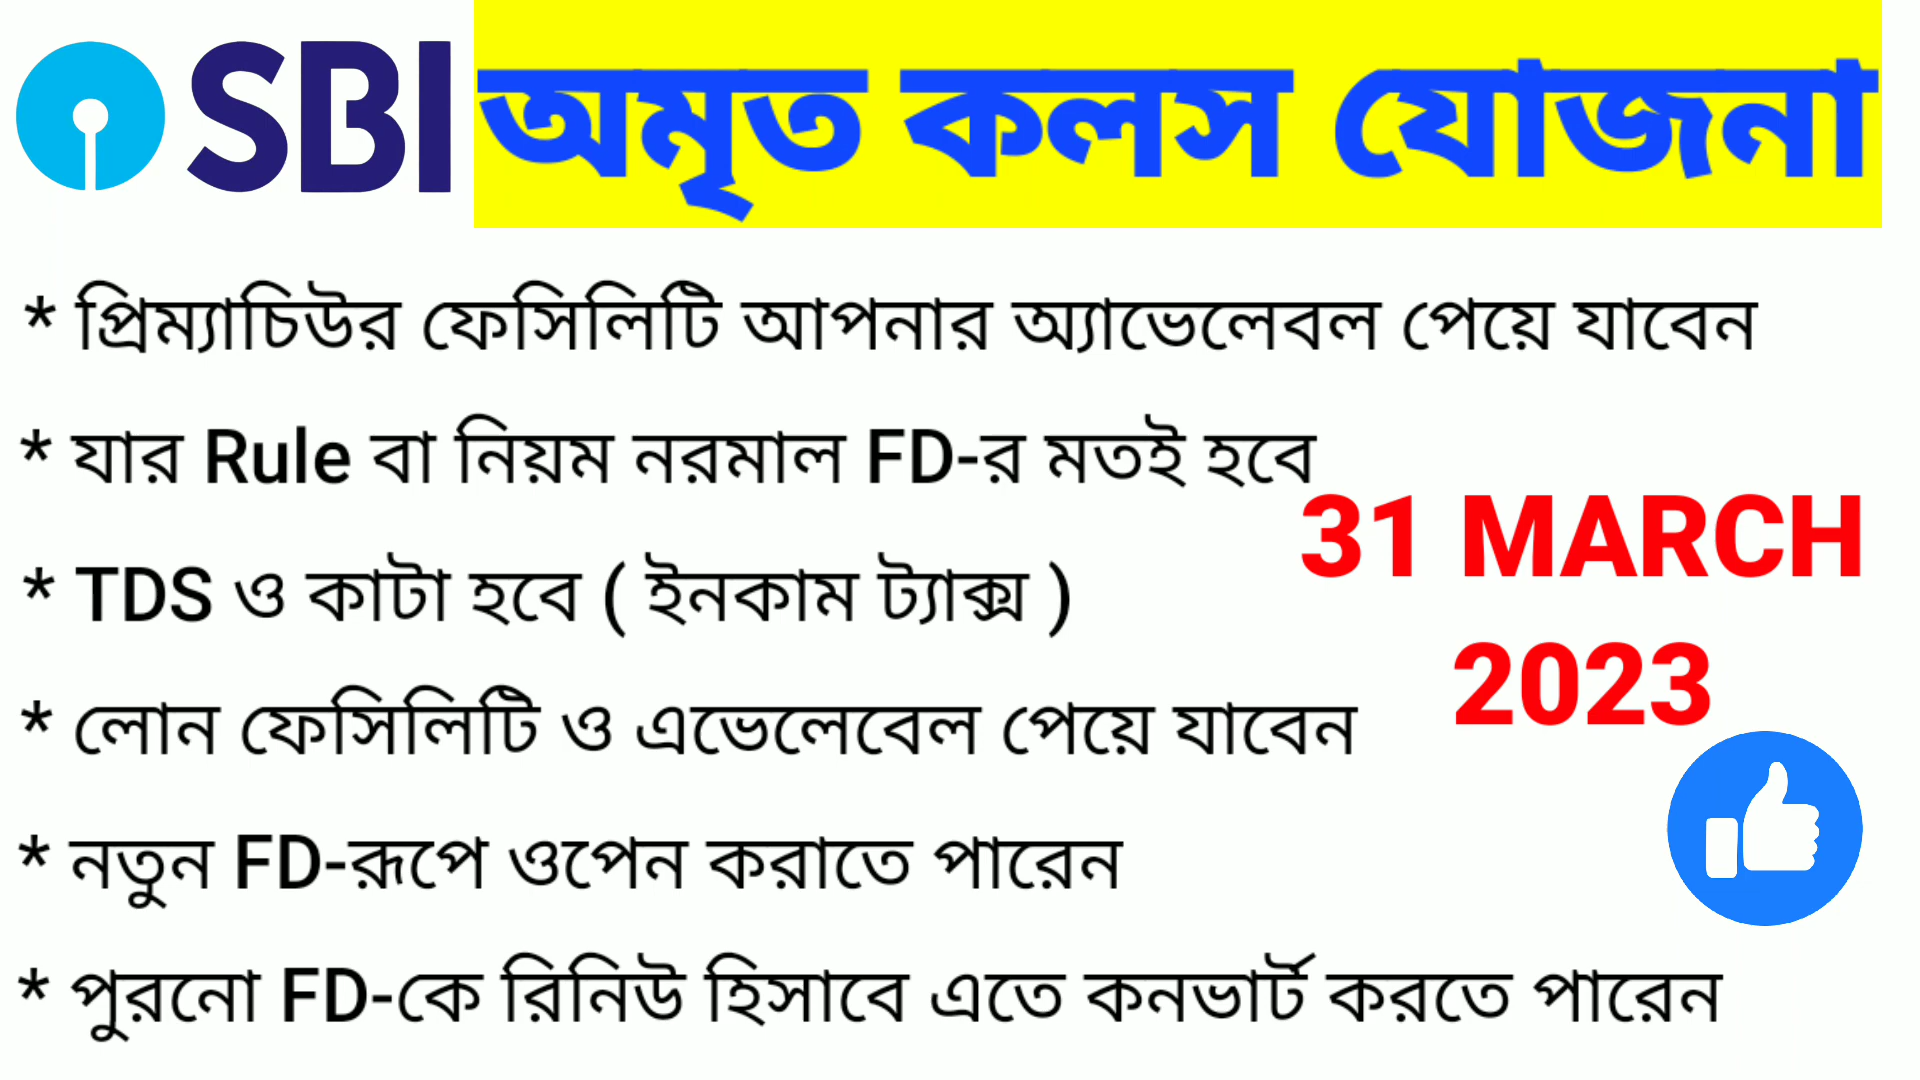 SBI অমৃত কলস যোজনা
* প্রিম্যাচিউর ফেসিলিটি আপনার অ্যাভেলেবল পেয়ে যাবেন
* যার Rule বা নিয়ম নরমাল FD-র মতই হবে
31 MARCH
2023
* TDS ও কাটা হবে ( ইনকাম ট্যাক্স )
* লোন ফেসিলিটি ও এভেলেবেল পেয়ে যাবেন
* নতুন FD-রূপে ওপেন করাতে পারেন
* পুরনো FD-কে রিনিউ হিসাবে এতে কনভার্ট করতে পারেন